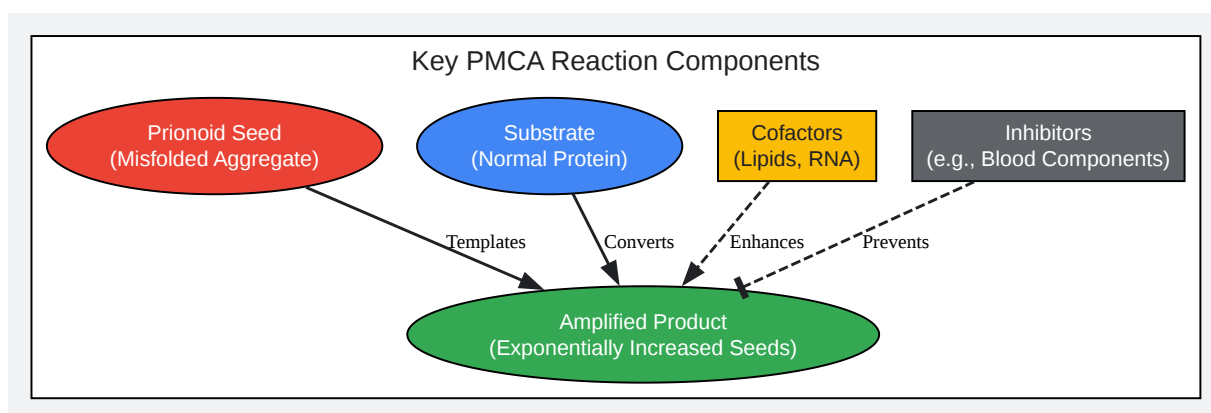 Key PMCA Reaction Components
Prionoid Seed
(Misfolded Aggregate)
Substrate
(Normal Protein)
Cofactors
(Lipids, RNA)
Inhibitors
(e.g., Blood Components)
Templates
Converts
Enhances
Prevents
Amplified Product
(Exponentially Increased Seeds)